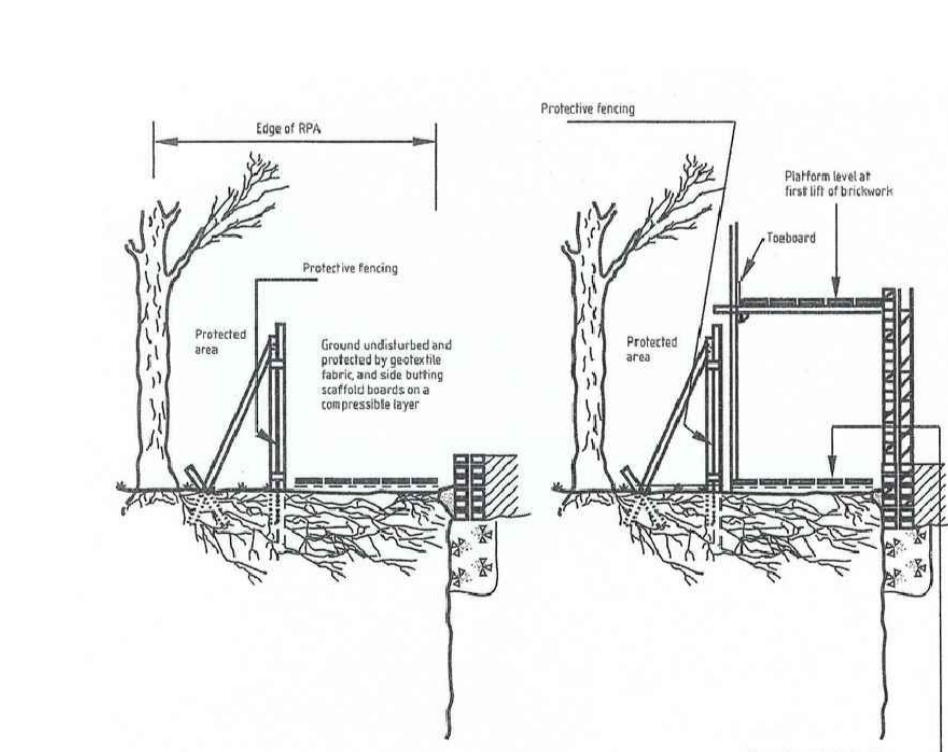 Edge of RPA
Protective fencing
Protected
area
Ground undisturbed and
protected by geotextile
fabric, and side butting
scaffold boards on a
compressible layer
Protective fencing
Platform level at
first lift of brickwork
Toeboard
Protected
area